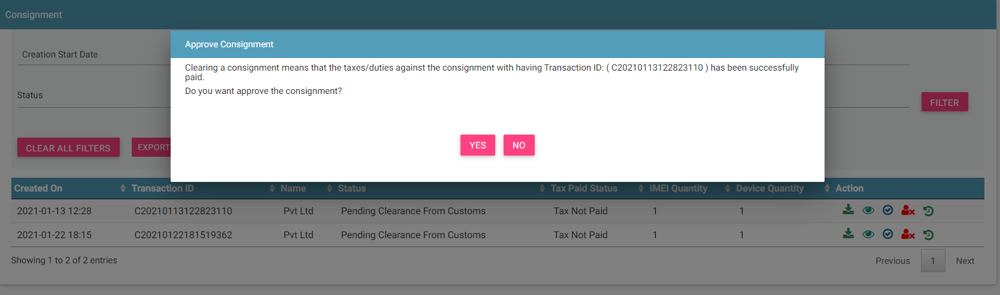 Consignment
Approve Consignment
Creation Start Date
Clearing a consignment means that the taxes/duties against the consignment with having Transaction ID: ( C20210113122823110 ) has been successfully
paid.
Do you want approve the consignment?
Status
FILTER
YES NO
CLEAR ALL FILTERS EXPORT
Created On Transaction ID Name Status Tax Paid Status IMEI Quantity Device Quantity Action
2021-01-13 12:28 C20210113122823110 Pvt Ltd Pending Clearance From Customs Tax Not Paid 1 1
2021-01-22 18:15 C20210122181519362 Pvt Ltd Pending Clearance From Customs Tax Not Paid 1 1
Showing 1 to 2 of 2 entries Previous 1 Next